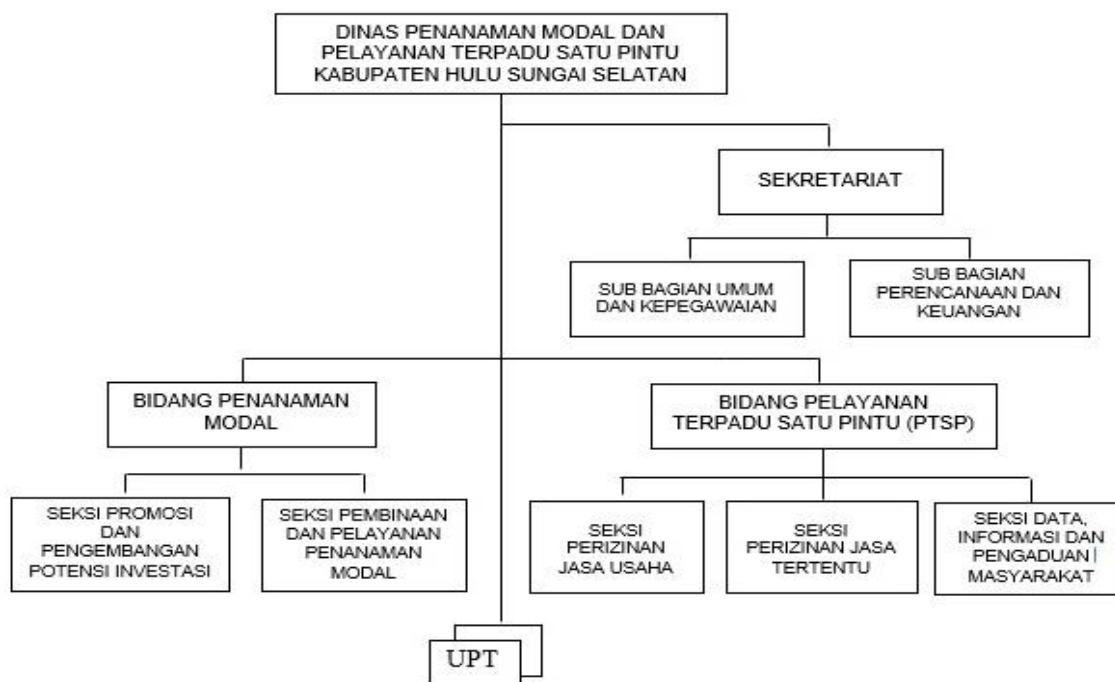 DINAS PENANAMAN MODAL DAN
PELAYANAN TERPADU SATU PINTU
KABUPATEN HULU SUNGAI SELATAN
SEKRETARIAT
SUB BAGIAN UMUM
DAN KEPEGAWAIAN
SUB BAGIAN
PERENCANAAN DAN
KEUANGAN
BIDANG PENANAMAN
MODAL
BIDANG PELAYANAN
TERPADU SATU PINTU (PTSP)
SEKSI PROMOSI
DAN
PENGEMBANGAN
POTENSI INVESTASI
SEKSI PEMBINAAN
DAN PELAYANAN
PENANAMAN
MODAL
SEKSI
PERIZINAN
JASA USAHA
SEKSI
PERIZINAN JASA
TERTENTU
SEKSI DATA,
INFORMASI DAN
PENGADUAN
MASYARAKAT
UPT